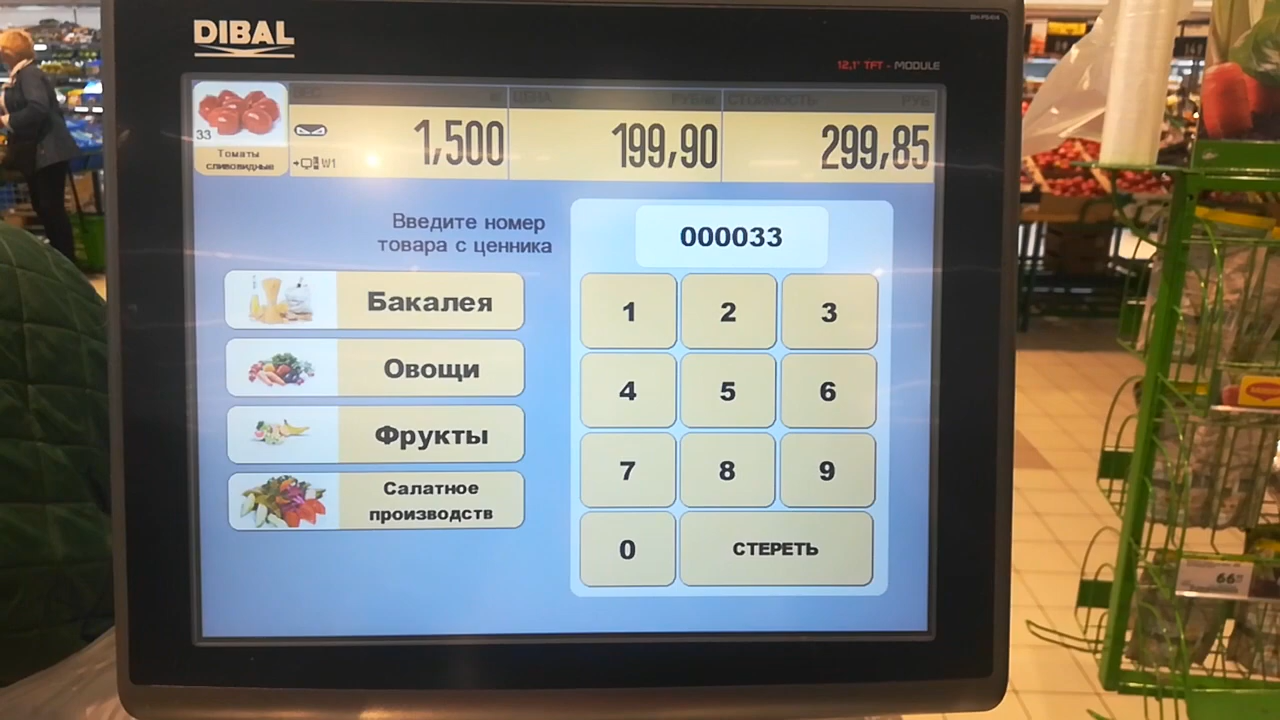 DIBAL
12,1" TFT - MODULE
ВЕС
ЦЕНА
СТОИМОСТЬ
РУБ
33
Томаты
сливовидные
W1
1,500
199,90
299,85
Введите номер
товара с ценника
000033
Бакалея
Овощи
Фрукты
Салатное
производств
1 2 3
4 5 6
7 8 9
0 СТЕРЕТЬ
66
149